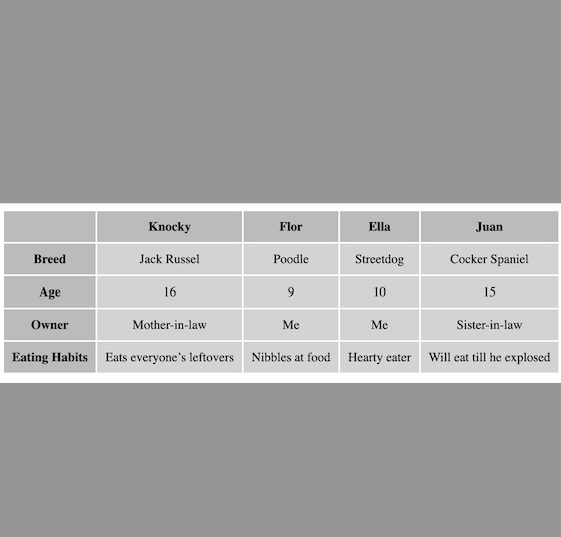 Knocky Flor Ella Juan
Breed Jack Russel Poodle Streetdog Cocker Spaniel
Age 16 9 10 15
Owner Mother-in-law Me Me Sister-in-law
Eating Habits Eats everyone’s leftovers Nibbles at food Hearty eater Will eat till he explosed